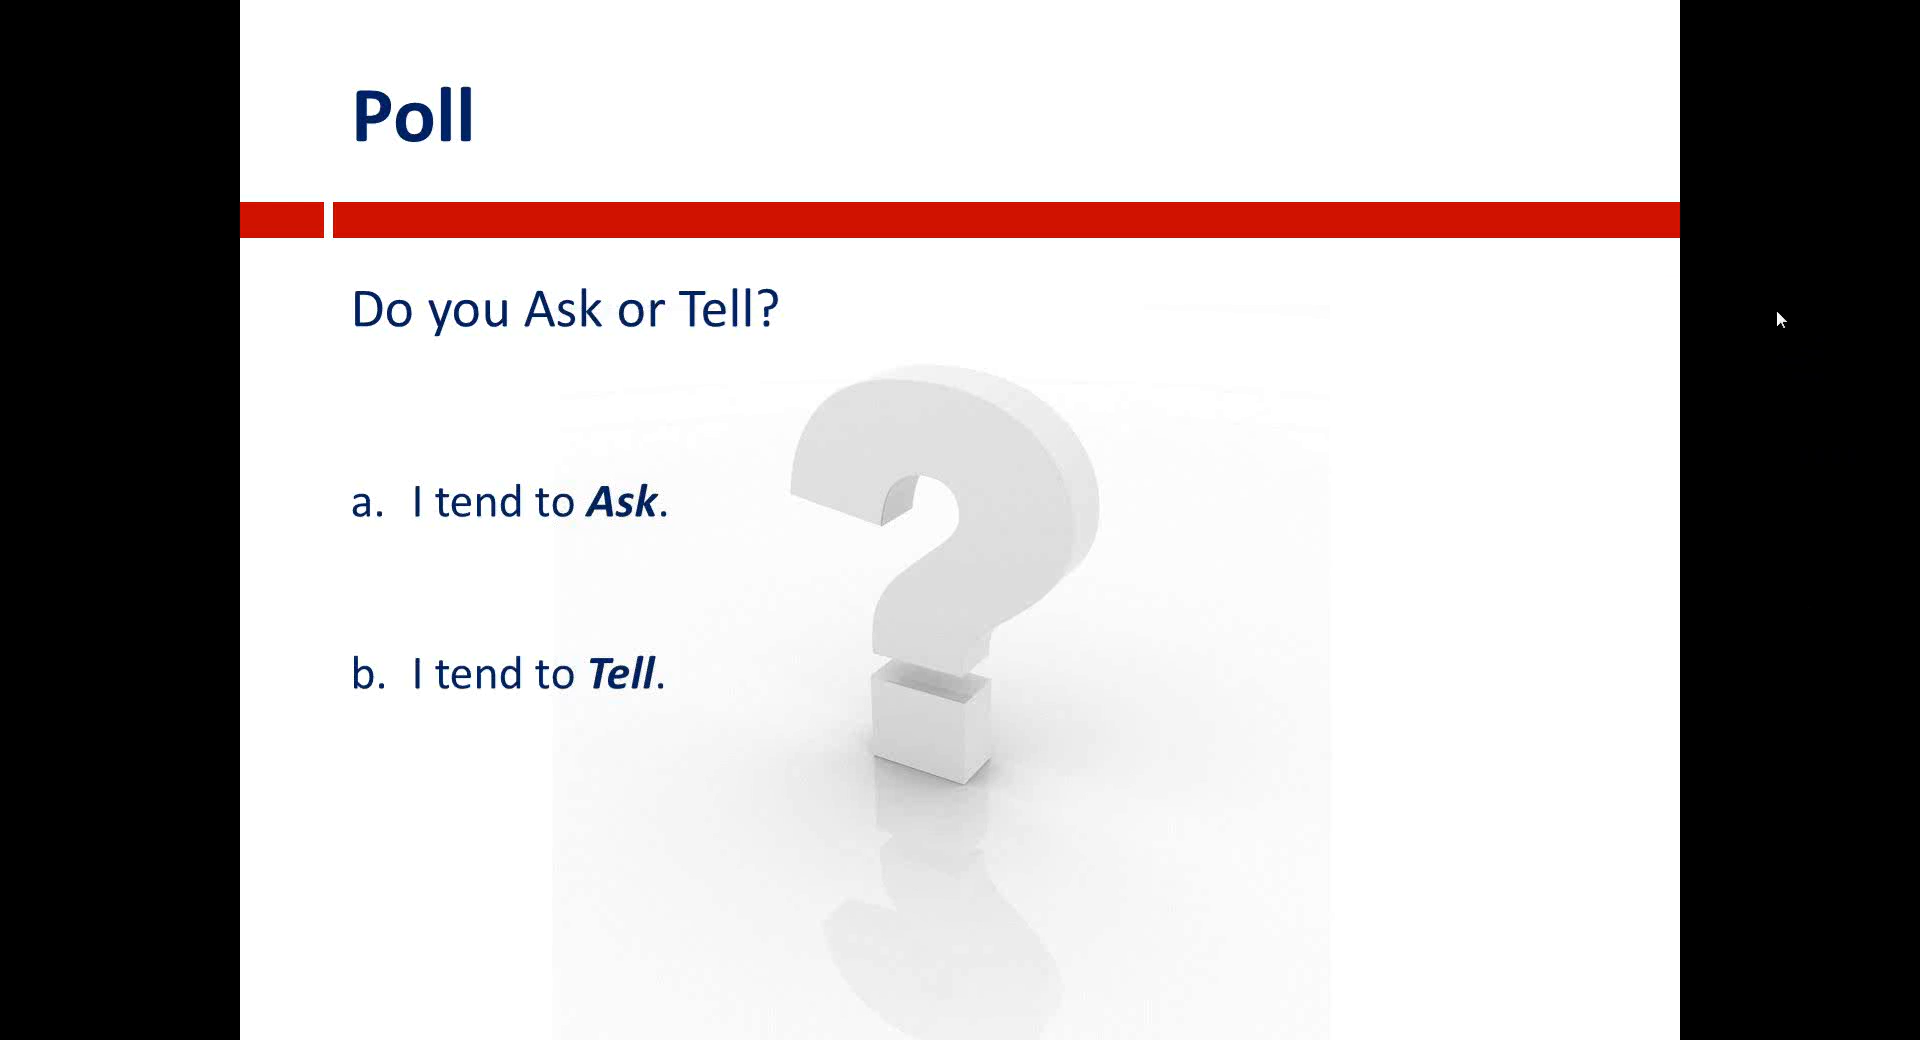 Poll
Do you Ask or Tell?
a. I tend to Ask.
b. I tend to Tell.